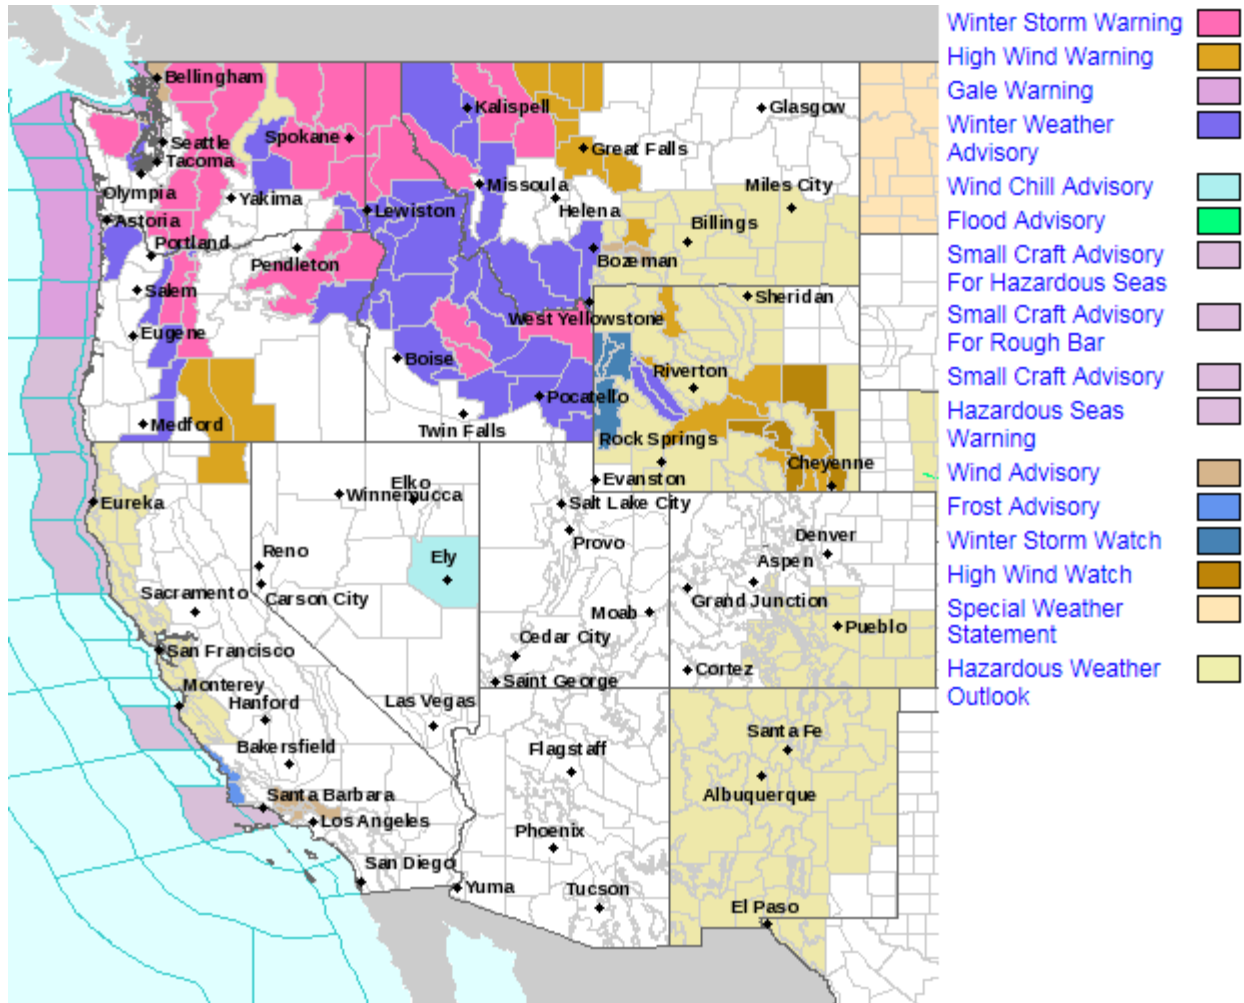 Bellingham
Seattle
Tacoma
Olympia
Astoria
Portland
Salem
Eugene
Medford
Yakima
Spokane
Pendleton
Lewiston
Kalispell
Missoula
Helena
Great Falls
Glasgow
Miles City
Billings
Bozeman
West Yellowstone
Sheridan
Boise
Pocatello
Twin Falls
Riverton
Rock Springs
Cheyenne
Evanston
Eureka
Winnemucca
Elko
Reno
Carson City
Ely
Sacramento
San Francisco
Monterey
Hanford
Bakersfield
Las Vegas
Santa Barbara
Los Angeles
San Diego
Salt Lake City
Provo
Moab
Cedar City
Saint George
Denver
Aspen
Grand Junction
Pueblo
Cortez
Flagstaff
Phoenix
Yuma
Tucson
Santa Fe
Albuquerque
El Paso
Winter Storm Warning
High Wind Warning
Gale Warning
Winter Weather
Advisory
Wind Chill Advisory
Flood Advisory
Small Craft Advisory
For Hazardous Seas
Small Craft Advisory
For Rough Bar
Small Craft Advisory
Hazardous Seas
Warning
Wind Advisory
Frost Advisory
Winter Storm Watch
High Wind Watch
Special Weather
Statement
Hazardous Weather
Outlook